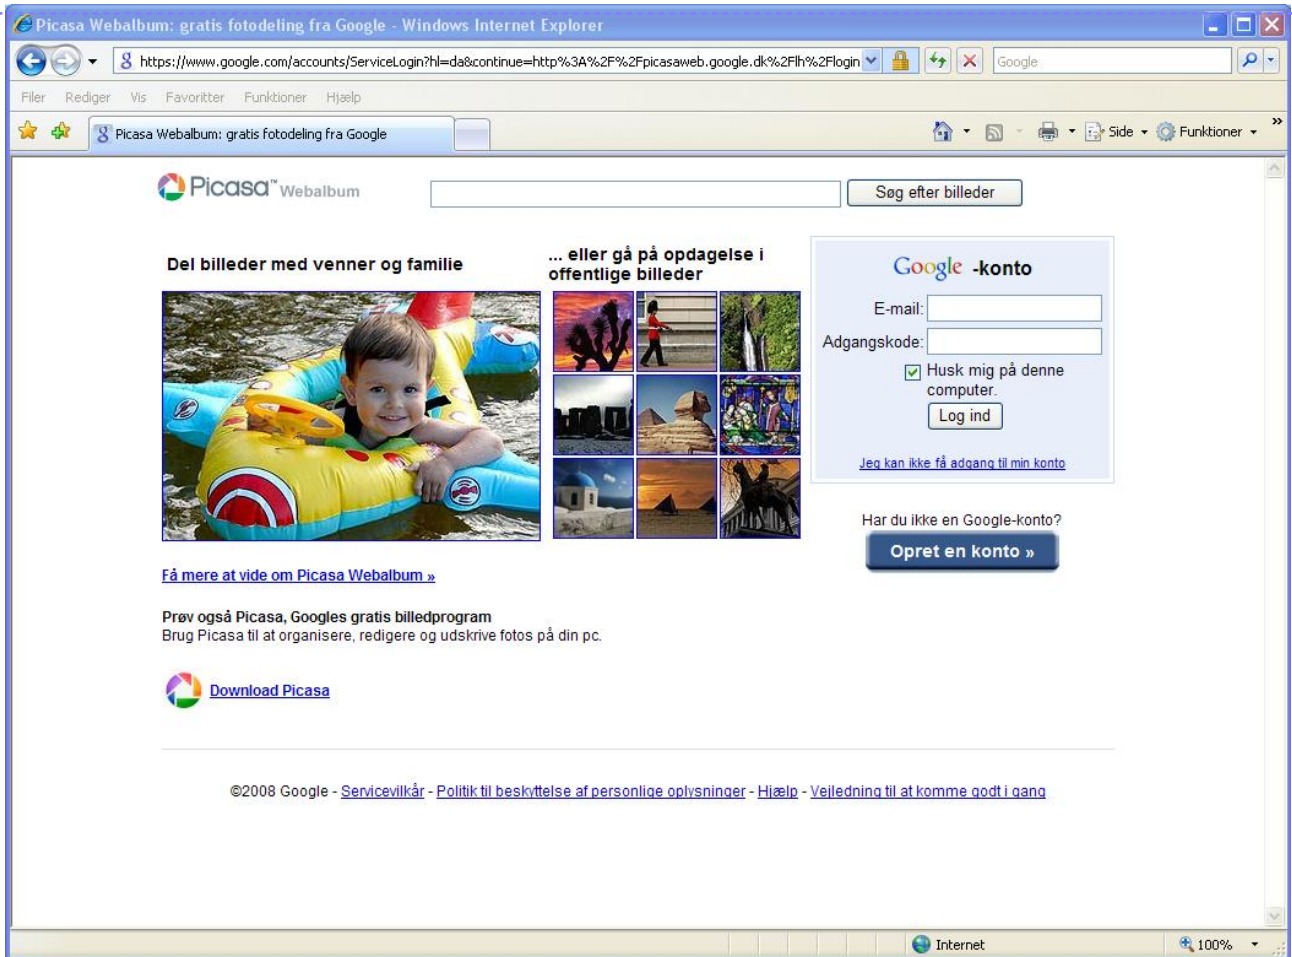 Picasa Webalbum: gratis fotodeling fra Google - Windows Internet Explorer
https://www.google.com/accounts/ServiceLogin?hl=da&continue=http%3A%2F%2Fpicasaweb.google.dk%2Flh%2Flogin
Google
Filer Rediger Vis Favoritter Funktioner Hjælp
Picasa Webalbum: gratis fotodeling fra Google
Side
Funktioner
Picasa™ Webalbum
Søg efter billeder
Del billeder med venner og familie
... eller gå på opdagelse i
offentlige billeder
Google -konto
E-mail:
Adgangskode:
Husk mig på denne
computer.
Log ind
Jeg kan ikke få adgang til min konto
Har du ikke en Google-konto?
Opret en konto »
Få mere at vide om Picasa Webalbum »
Prøv også Picasa, Googles gratis billedprogram
Brug Picasa til at organisere, redigere og udskrive fotos på din pc.
Download Picasa
©2008 Google - Servicevilkår - Politik til beskyttelse af personlige oplysninger - Hjælp - Vejledning til at komme godt i gang
Internet
100%